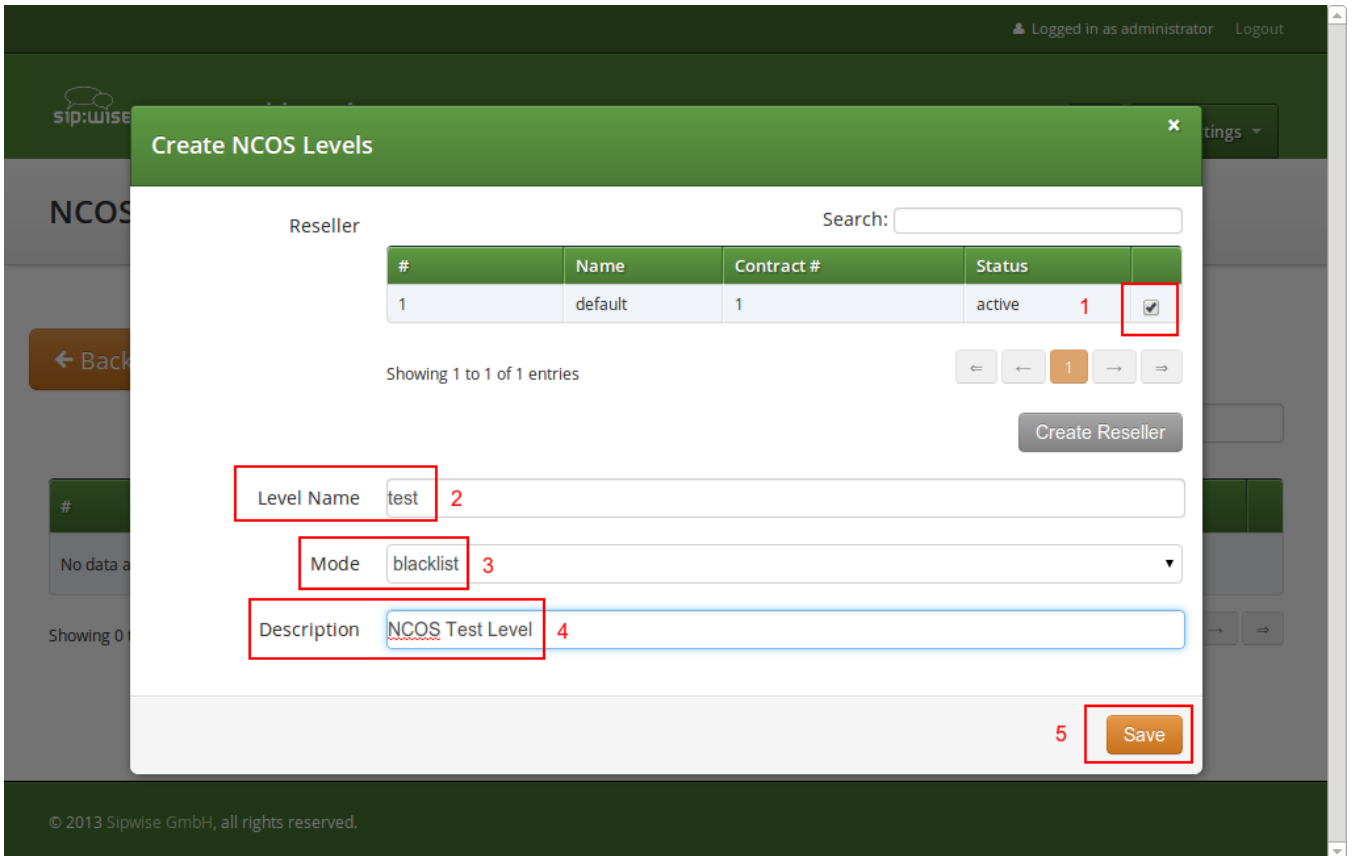 Logged in as administrator Logout
sip:wise
tings
Create NCOS Levels ×
NCOS
Reseller
Search:
# Name Contract # Status
1 default 1 active 1
← Back
Showing 1 to 1 of 1 entries
⇐ ← 1 → ⇒
Create Reseller
Level Name test 2
#
Mode blacklist 3
No data a
Description NCOS Test Level 4
Showing 0 t
→ ⇒
5 Save
© 2013 Sipwise GmbH, all rights reserved.